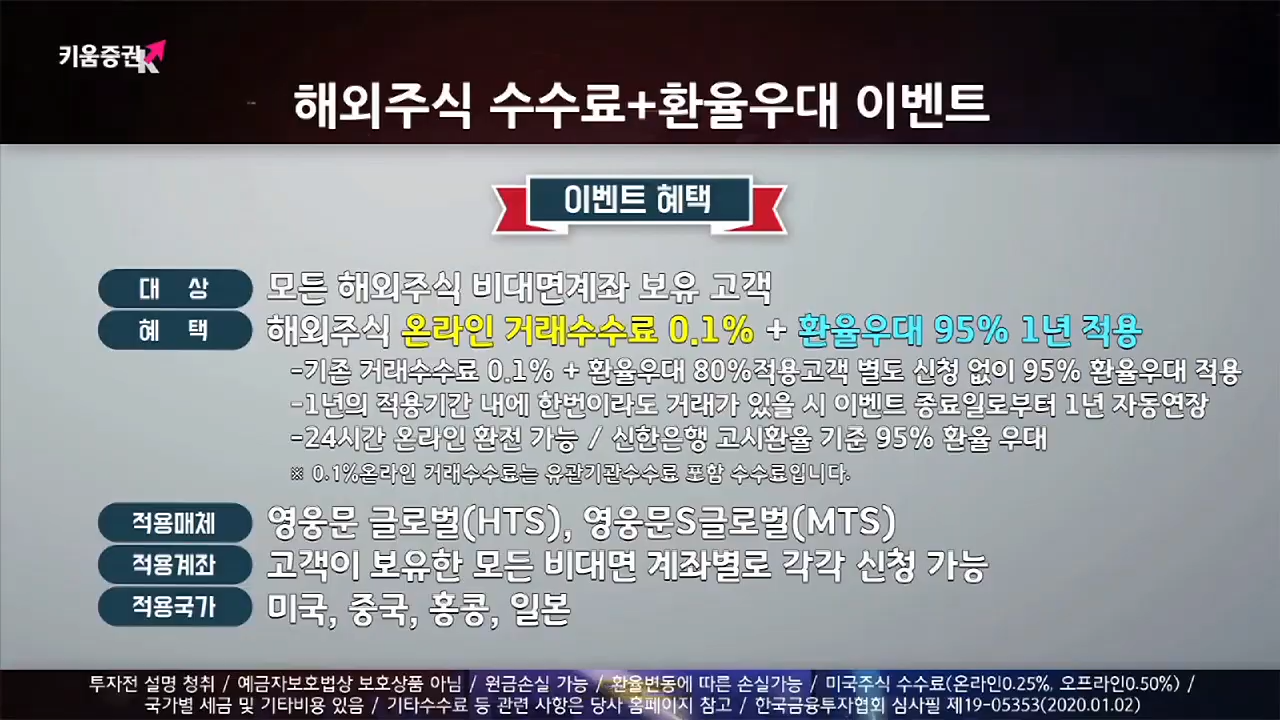 키움증권
해외주식 수수료+환율우대 이벤트
이벤트 혜택
대 상 모든 해외주식 비대면계좌 보유 고객
혜 택 해외주식 온라인 거래수수료 0.1% + 환율우대 95% 1년 적용
-기존 거래수수료 0.1% + 환율우대 80%적용고객 별도 신청 없이 95% 환율우대 적용
-1년의 적용기간 내에 한번이라도 거래가 있을 시 이벤트 종료일로부터 1년 자동연장
-24시간 온라인 환전 가능 / 신한은행 고시환율 기준 95% 환율 우대
※ 0.1%온라인 거래수수료는 유관기관수수료 포함 수수료입니다.
적용매체 영웅문 글로벌(HTS), 영웅문S글로벌(MTS)
적용계좌 고객이 보유한 모든 비대면 계좌별로 각각 신청 가능
적용국가 미국, 중국, 홍콩, 일본
투자전 설명 청취 / 예금자보호법상 보호상품 아님 / 원금손실 가능 / 환율변동에 따른 손실가능 / 미국주식 수수료(온라인0.25%, 오프라인0.50%) /
국가별 세금 및 기타비용 있음 / 기타수수료 등 관련 사항은 당사 홈페이지 참고 / 한국금융투자협회 심사필 제19-05353(2020.01.02)